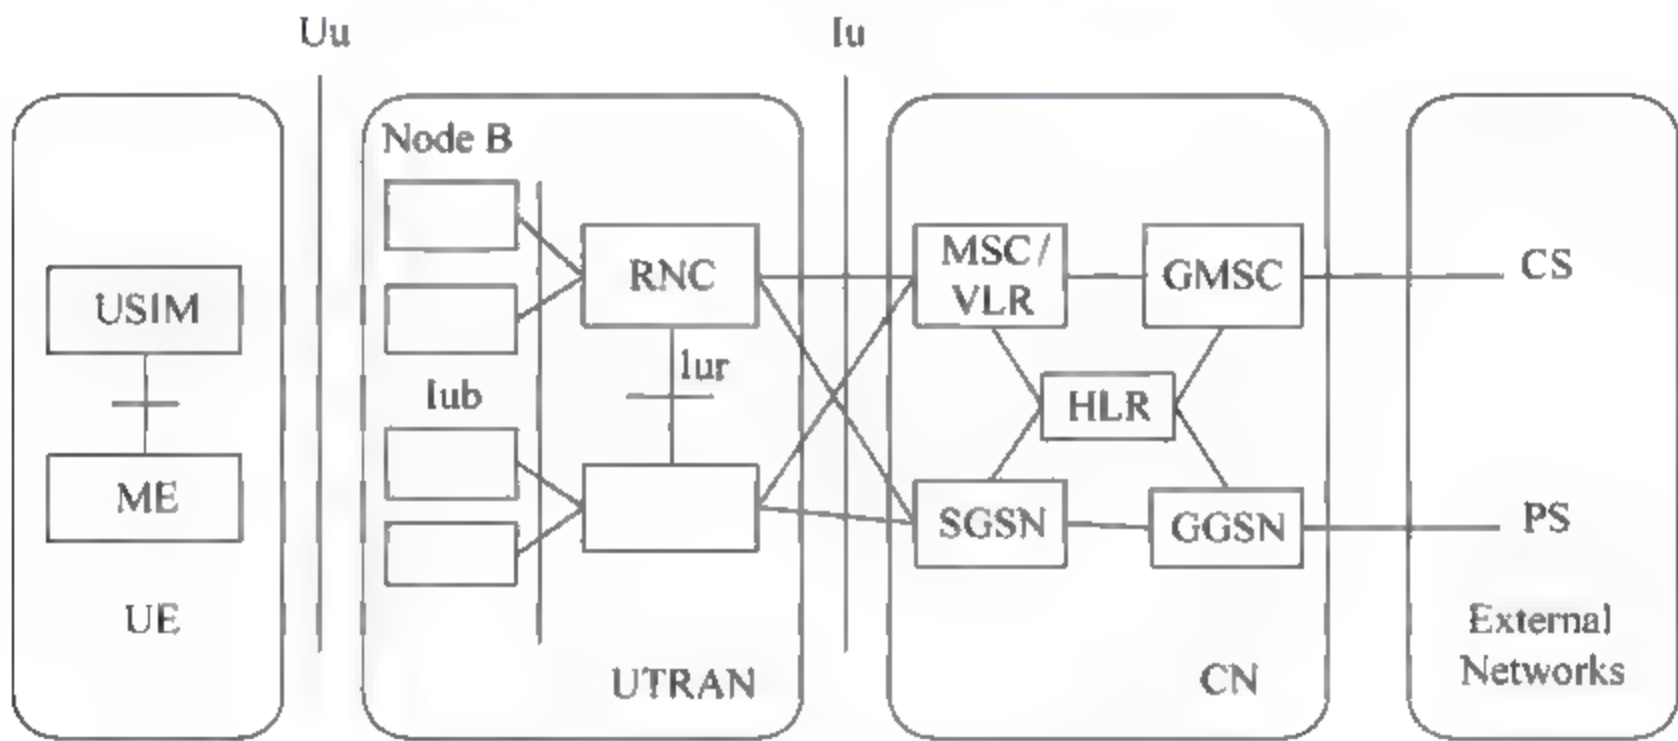 Uu
Iu
Node B
USIM
ME
UE
Iub
RNC
Iur
UTRAN
MSC/
VLR
GMSC
HLR
SGSN
GGSN
CN
CS
PS
External
Networks